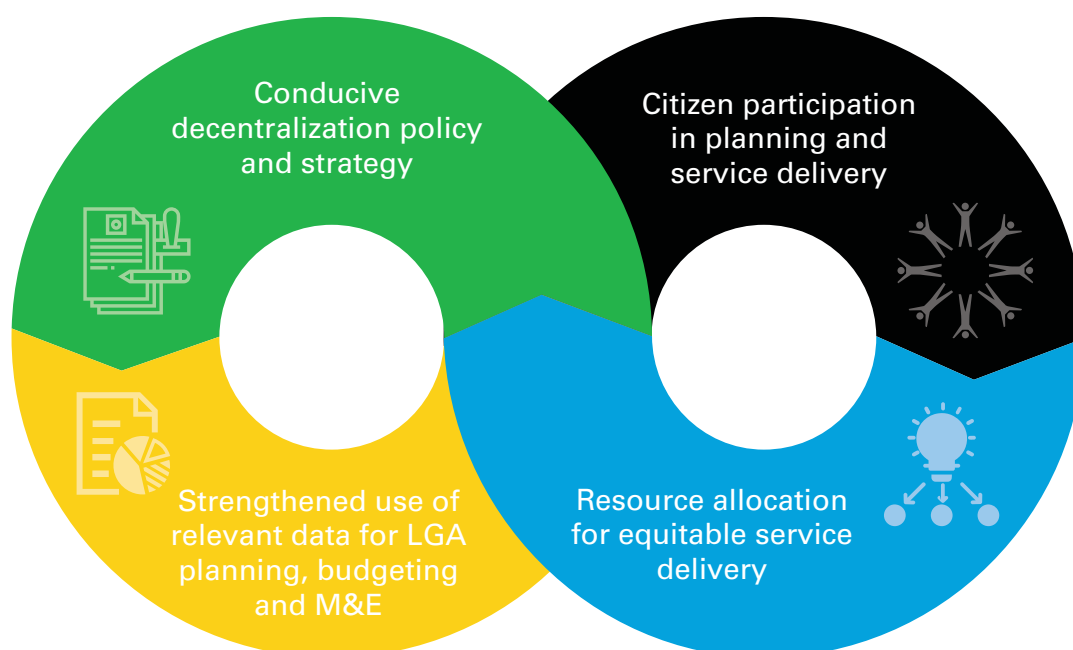 Conducive
decentralization policy
and strategy
Citizen participation
in planning and
service delivery
Strengthened use of
relevant data for LGA
planning, budgeting
and M&E
Resource allocation
for equitable service
delivery